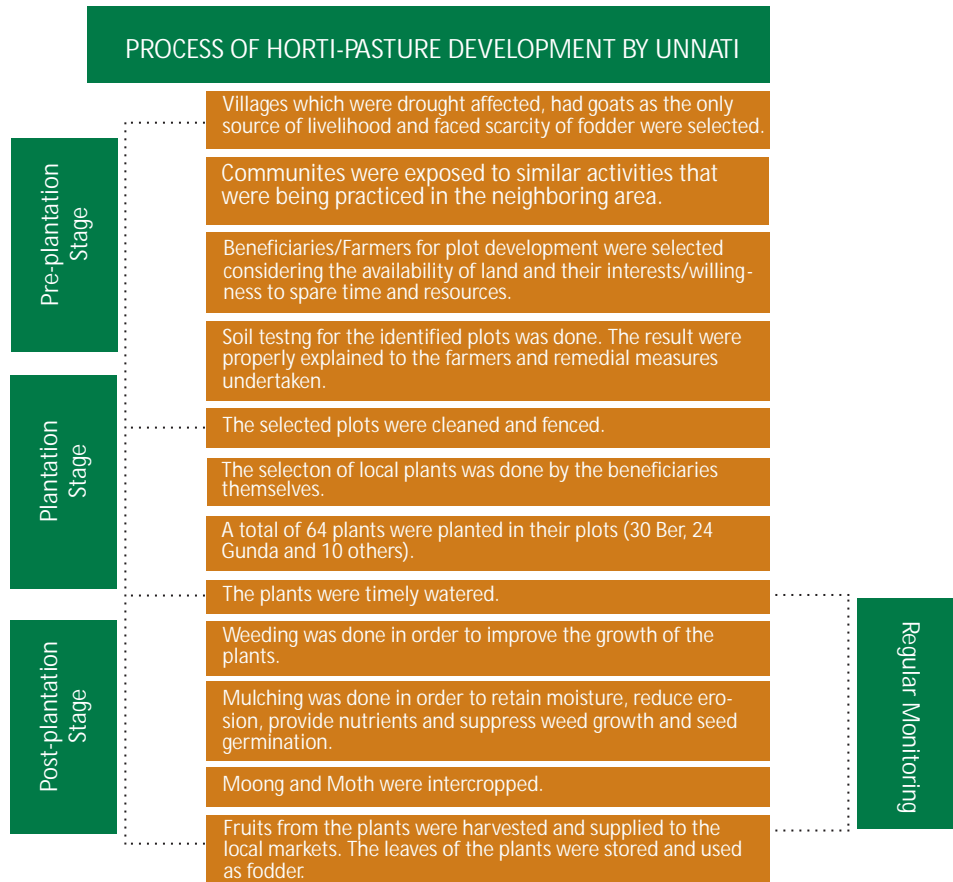 PROCESS OF HORTI-PASTURE DEVELOPMENT BY UNNATI
Pre-plantation
Stage
Villages which were drought affected, had goats as the only
source of livelihood and faced scarcity of fodder were selected.
Communites were exposed to similar activities that
were being practiced in the neighboring area.
Beneficiaries/Farmers for plot development were selected
considering the availability of land and their interests/willing-
ness to spare time and resources.
Soil testng for the identified plots was done. The result were
properly explained to the farmers and remedial measures
undertaken.
Plantation
Stage
The selected plots were cleaned and fenced.
The selecton of local plants was done by the beneficiaries
themselves.
A total of 64 plants were planted in their plots (30 Ber, 24
Gunda and 10 others).
Post-plantation
Stage
The plants were timely watered.
Weeding was done in order to improve the growth of the
plants.
Mulching was done in order to retain moisture, reduce ero-
sion, provide nutrients and suppress weed growth and seed
germination.
Moong and Moth were intercropped.
Fruits from the plants were harvested and supplied to the
local markets. The leaves of the plants were stored and used
as fodder.
Regular Monitoring